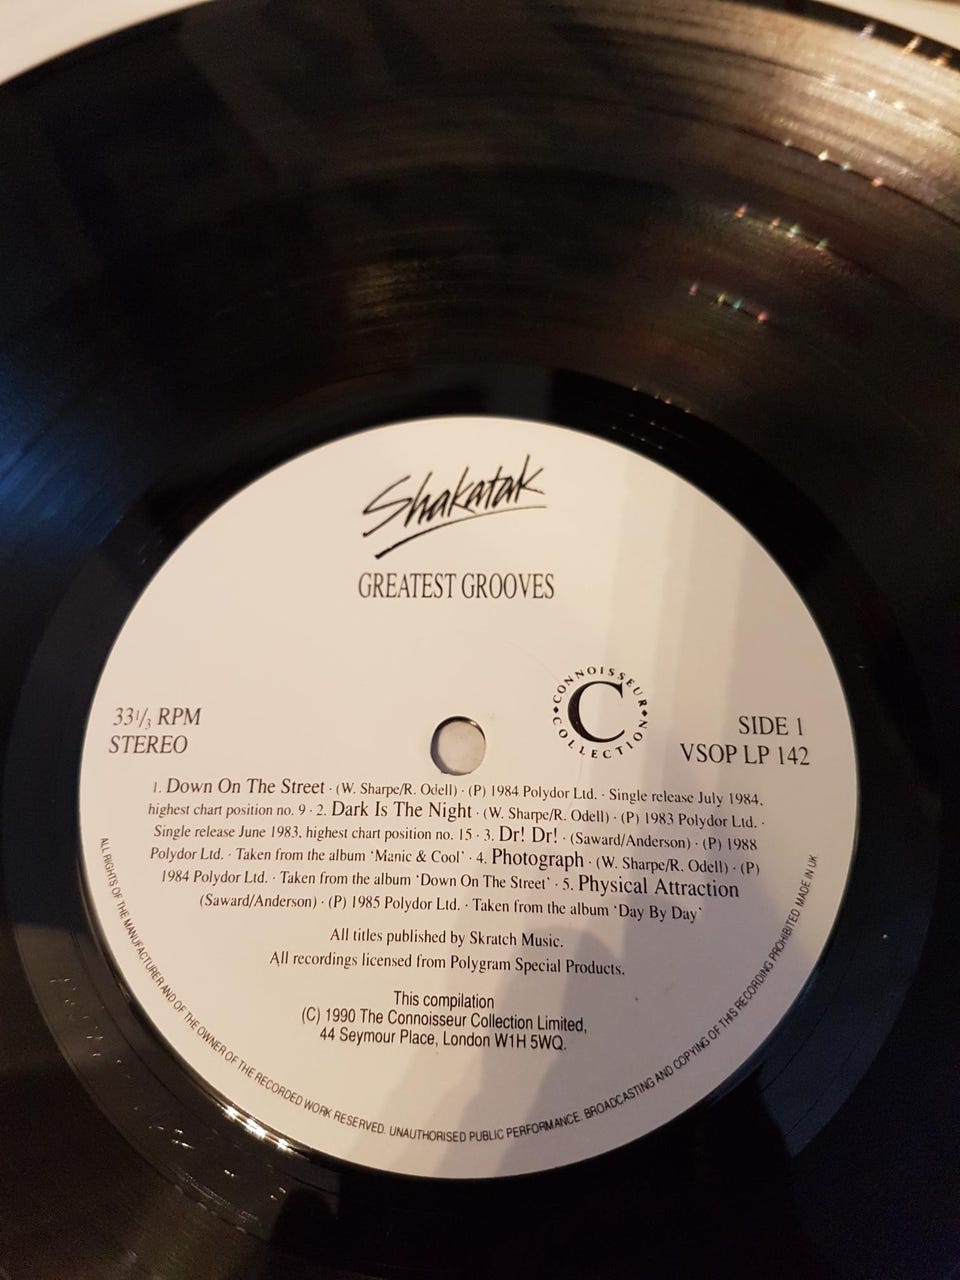 Shakatak
GREATEST GROOVES
CONNOISSEUR
C
COLLECTION
33 1/3 RPM
STEREO
SIDE 1
VSOP LP 142
1. Down On The Street · (W. Sharpe/R. Odell) · (P) 1984 Polydor Ltd. · Single release July 1984,
highest chart position no. 9 · 2. Dark Is The Night · (W. Sharpe/R. Odell) · (P) 1983 Polydor Ltd. ·
Single release June 1983, highest chart position no. 15 · 3. Dr! Dr! · (Saward/Anderson) · (P) 1988
Polydor Ltd. · Taken from the album ‘Manic & Cool’ · 4. Photograph · (W. Sharpe/R. Odell) · (P)
1984 Polydor Ltd. · Taken from the album ‘Down On The Street’ · 5. Physical Attraction
(Saward/Anderson) · (P) 1985 Polydor Ltd. · Taken from the album ‘Day By Day’
All titles published by Skratch Music.
All recordings licensed from Polygram Special Products.
This compilation
(C) 1990 The Connoisseur Collection Limited,
44 Seymour Place, London W1H 5WQ.
ALL RIGHTS OF THE MANUFACTURER AND OF THE OWNER OF THE RECORDED WORK RESERVED. UNAUTHORISED PUBLIC PERFORMANCE. BROADCASTING AND COPYING OF THIS RECORDING PROHIBITED. MADE IN UK